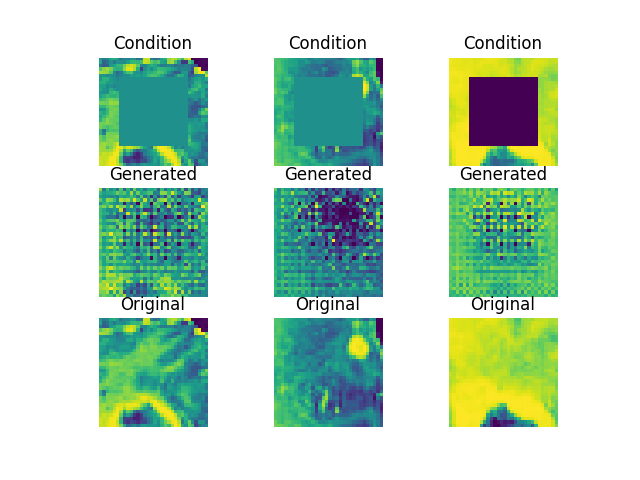 Condition Condition Condition
Generated Generated Generated
Original Original Original